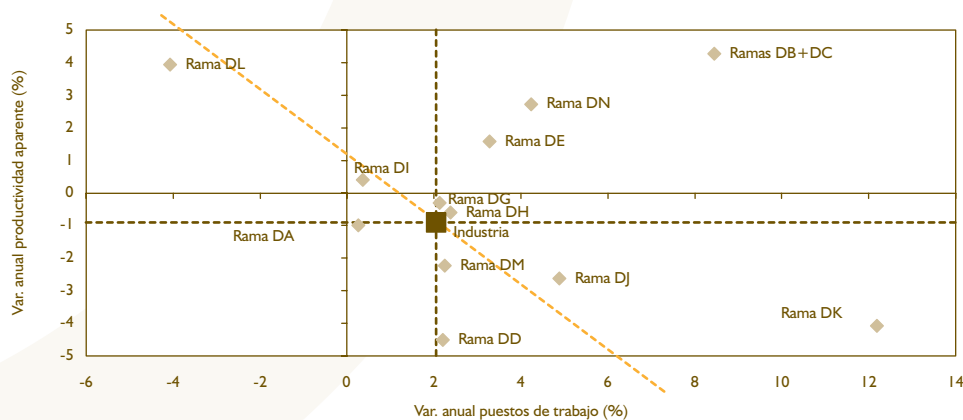 Var. anual productividad aparente (%)
5
4
3
2
1
0
-1
-2
-3
-4
-5
Rama DL
Ramas DB+DC
Rama DN
Rama DE
Rama DI
Rama DG
Rama DH
Industria
Rama DA
Rama DM
Rama DJ
Rama DK
Rama DD
-6 -4 -2 0 2 4 6 8 10 12 14
Var. anual puestos de trabajo (%)